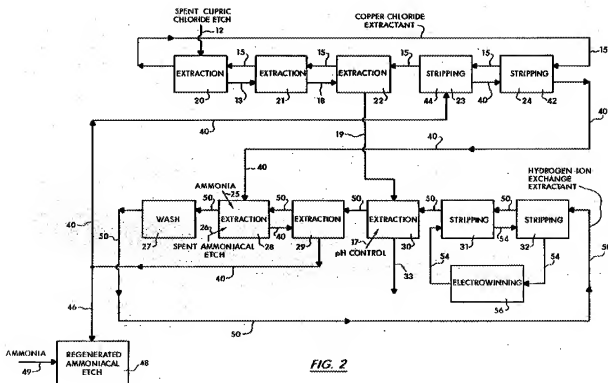 SPENT CUPRIC
CHLORIDE ETCH
COPPER CHLORIDE
EXTRACTANT
12
15
15
15
15
15
EXTRACTION
EXTRACTION
EXTRACTION
STRIPPING
STRIPPING
20
13
21
18
22
44
23
40
24
42
40
19
40
40
40
HYDROGEN ION
EXCHANGE
EXTRACTANT
AMMONIA
25
50
50
50
50
50
WASH
EXTRACTION
EXTRACTION
EXTRACTION
STRIPPING
STRIPPING
40
50
27
26
SPENT AMMONIACAL
ETCH
28
40
29
17
pH CONTROL
30
31
54
32
50
40
54
54
33
ELECTROWINNING
56
46
50
AMMONIA
49
REGENERATED
AMMONIACAL
ETCH
48
FIG. 2